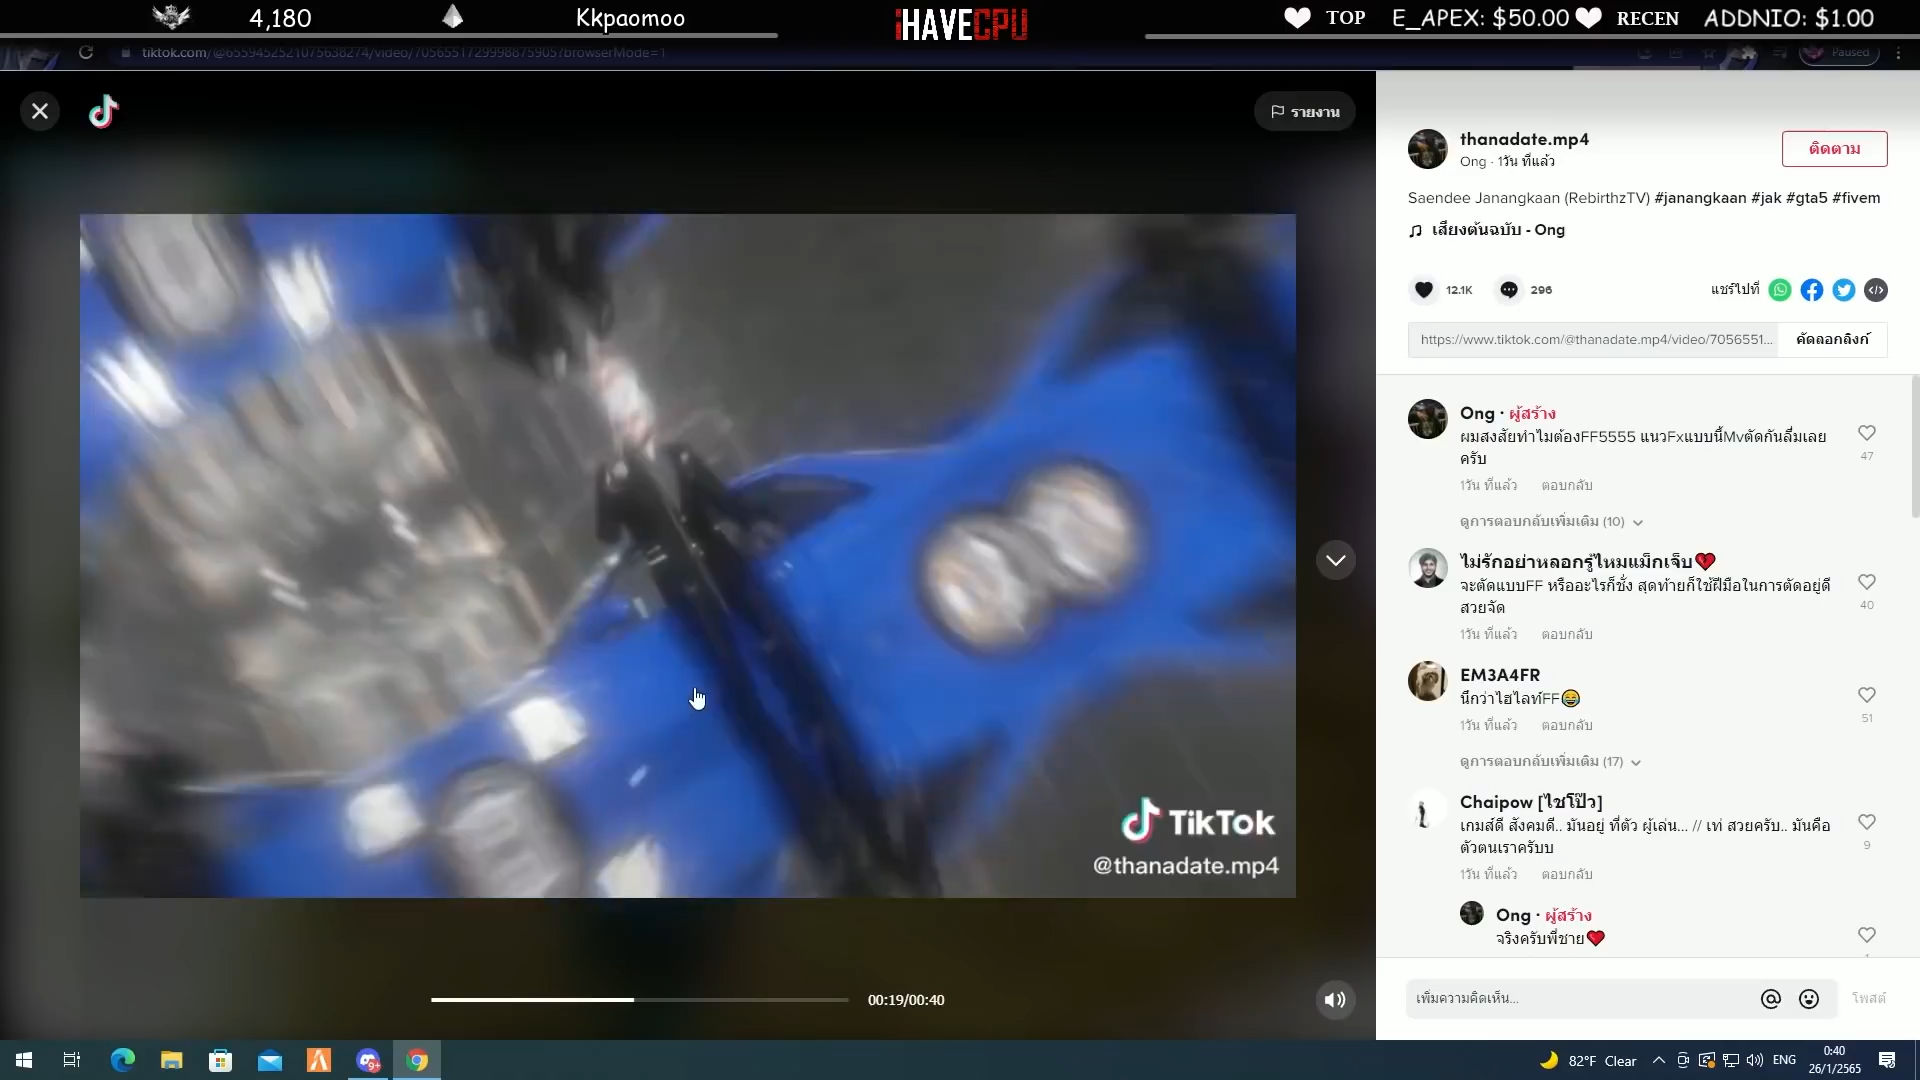 4,180
Kkpaomoo
iHAVECPU
TOP E_APEX: $50.00
RECEN ADDNIO: $1.00
tiktok.com/@6559452521075638274/video/7056551729998875905?browserMode=1
Paused
รายงาน
thanadate.mp4
Ong · 1วัน ที่แล้ว
ติดตาม
Saendee Janangkaan (RebirthzTV) #janangkaan #jak #gta5 #fivem
เสียงต้นฉบับ - Ong
12.1K
296
แชร์ไปที่
https://www.tiktok.com/@thanadate.mp4/video/7056551...
คัดลอกลิงก์
Ong · ผู้สร้าง
ผมสงสัยทำไมต้องFF5555 แนวFxแบบนี้Mvตัดกันลื่มเลย
ครับ
47
1วัน ที่แล้ว ตอบกลับ
ดูการตอบกลับเพิ่มเติม (10)
ไม่รักอย่าหลอกรู้ไหมแม็กเจ็บ💔
จะตัดแบบFF หรืออะไรก็ชั่ง สุดท้ายก็ใช้ฝีมือในการตัดอยู่ดี
สวยจัด
40
1วัน ที่แล้ว ตอบกลับ
EM3A4FR
นึกว่าไฮไลท์FF😂
51
1วัน ที่แล้ว ตอบกลับ
ดูการตอบกลับเพิ่มเติม (17)
Chaipow [ไชโป๊ว]
เกมส์ดี สังคมดี.. มันอยู่ ที่ตัว ผู้เล่น... // เท่ สวยครับ.. มันคือ
ตัวตนเราครับบ
9
1วัน ที่แล้ว ตอบกลับ
Ong · ผู้สร้าง
จริงครับพี่ชาย❤️
TikTok
@thanadate.mp4
00:19/00:40
เพิ่มความคิดเห็น...
โพสต์
9+
82°F Clear
ENG
0:40
26/1/2565